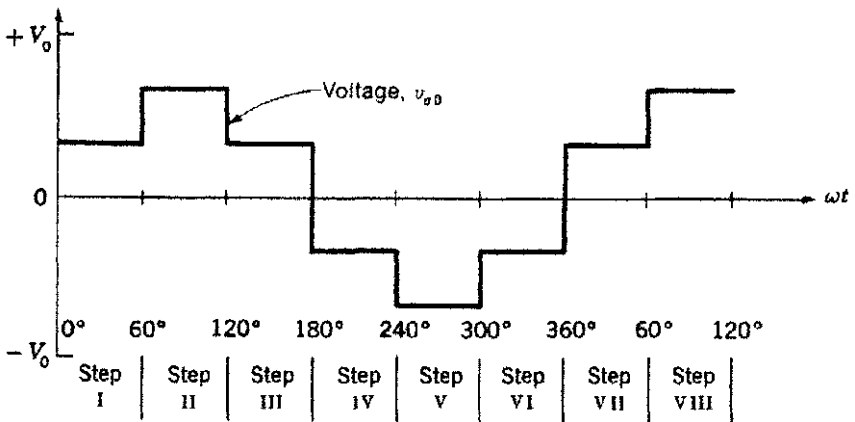 + V₀
Voltage, v
0
ωt
0° 60° 120° 180° 240° 300° 360° 60° 120°
− V₀
Step Step Step Step Step Step Step Step
I II III IV V VI VII VIII